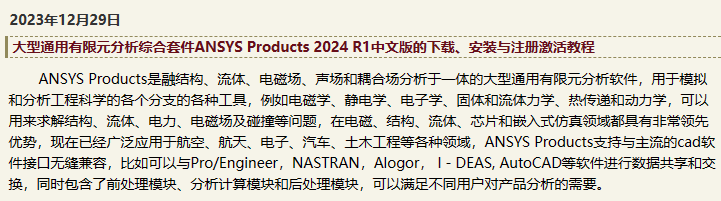 2023年12月29日
大型通用有限元分析综合套件ANSYS Products 2024 R1中文版的下载、安装与注册激活教程
ANSYS Products是融结构、流体、电磁场、声场和耦合场分析于一体的大型通用有限元分析软件，用于模拟
和分析工程科学的各个分支的各种工具，例如电磁学、静电学、电子学、固体和流体力学、热传递和动力学，可以
用来求解结构、流体、电力、电磁场及碰撞等问题，在电磁、结构、流体、芯片和嵌入式仿真领域都具有非常领先
优势，现在已经广泛应用于航空、航天、电子、汽车、土木工程等各种领域，ANSYS Products支持与主流的cad软
件接口无缝兼容，比如可以与Pro/Engineer，NASTRAN，Alogor， I - DEAS, AutoCAD等软件进行数据共享和交
换，同时包含了前处理模块、分析计算模块和后处理模块，可以满足不同用户对产品分析的需要。